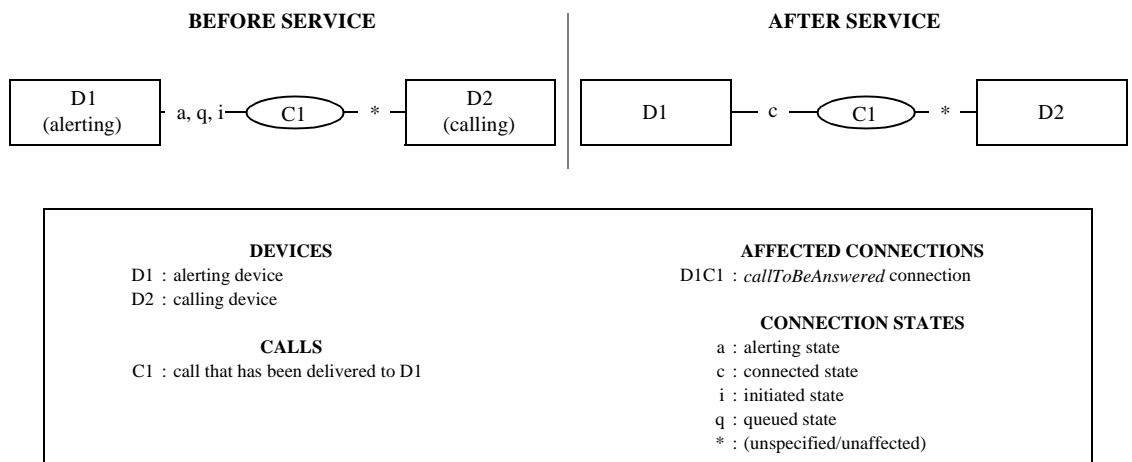 BEFORE SERVICE
AFTER SERVICE
D1
(alerting)
a, q, i
C1
*
D2
(calling)
D1
c
C1
*
D2
DEVICES
D1 : alerting device
D2 : calling device
CALLS
C1 : call that has been delivered to D1
AFFECTED CONNECTIONS
D1C1 : callToBeAnswered connection
CONNECTION STATES
a : alerting state
c : connected state
i : initiated state
q : queued state
* : (unspecified/unaffected)